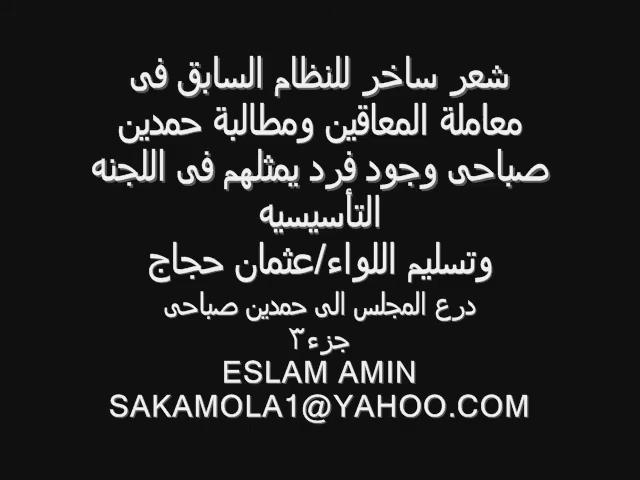 شعر ساخر للنظام السابق فى
معاملة المعاقين ومطالبة حمدين
صباحى وجود فرد يمثلهم فى اللجنه
التأسيسيه
وتسليم اللواء/عثمان حجاج
درع المجلس الى حمدين صباحى
جزء٣
ESLAM AMIN
SAKAMOLA1@YAHOO.COM